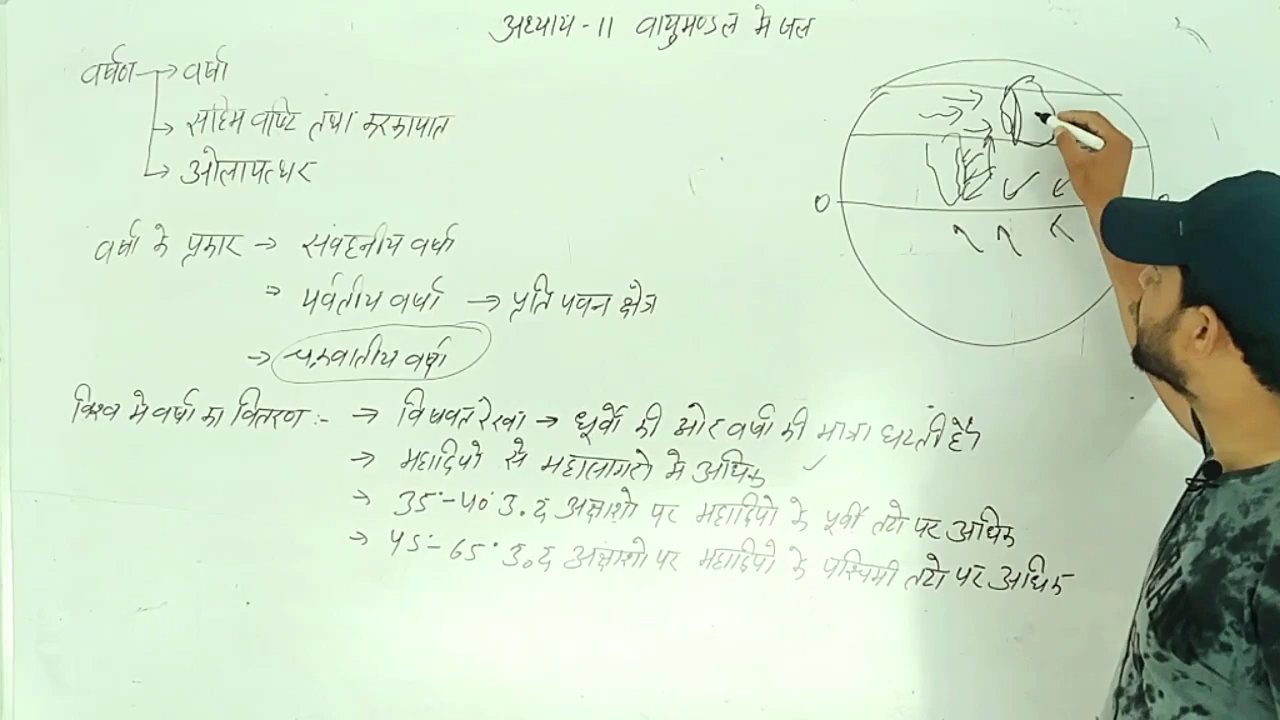 अध्याय - 11 वायुमण्डल मे जल
वर्षण → वर्षा
→ सहिम वृष्टि तथा करकापात
→ ओलापत्थर
वर्षा के प्रकार → संवहनीय वर्षा
→ पर्वतीय वर्षा → प्रति पवन क्षेत्र
→ चक्रवातीय वर्षा
विश्व मे वर्षा का वितरण :- → विषवत रेखा → ध्रुवों की ओर वर्षा की मात्रा घटती है
→ महाद्विपो से महासागरो मे अधिक ✓
→ 35°-40° उ.द अक्षाशो पर महाद्विपो के पूर्वी तटो पर अधिक
→ 45°-65° उ.द अक्षाशो पर महाद्विपो के पश्चिमी तटो पर अधिक
0